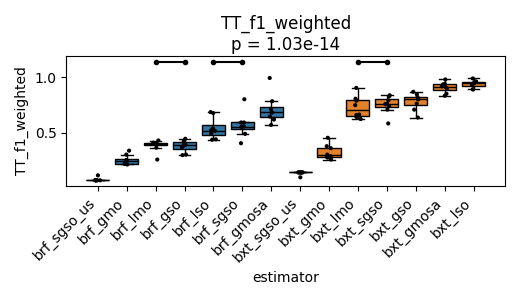 TT_f1_weighted
p = 1.03e-14
TT_f1_weighted
1.0
0.5
brf_sgso_us
brf_gmo
brf_lmo
brf_gso
brf_lso
brf_sgso
brf_gmosa
bxt_sgso_us
bxt_gmo
bxt_lmo
bxt_sgso
bxt_gso
bxt_gmosa
bxt_lso
estimator